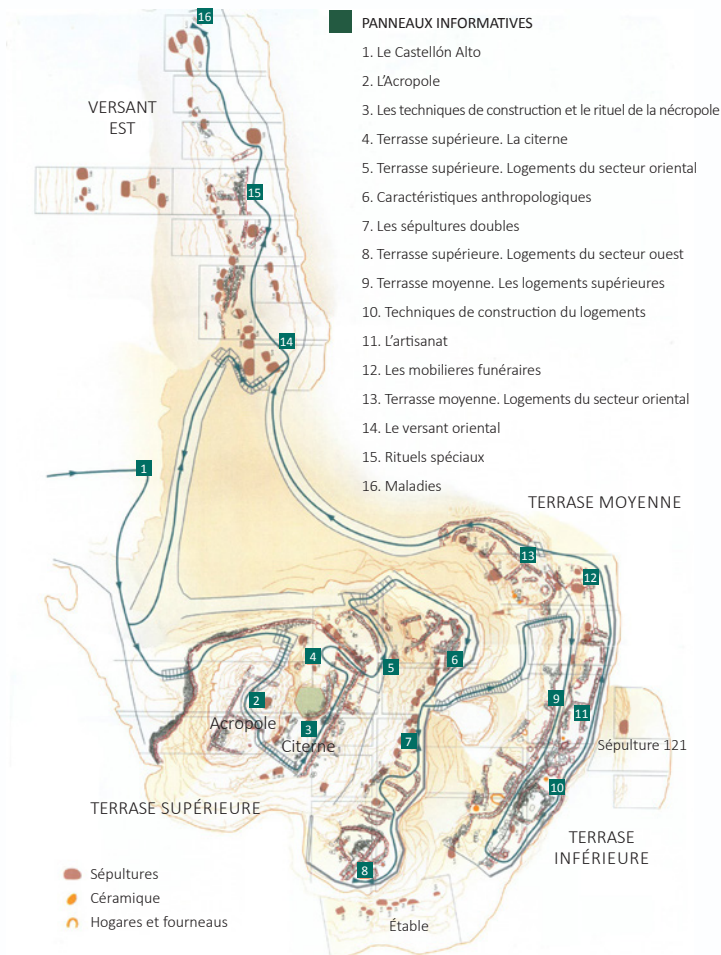 PANNEAUX INFORMATIVES
1. Le Castellón Alto
2. L'Acropole
3. Les techniques de construction et le rituel de la nécropole
4. Terrasse supérieure. La citerne
5. Terrasse supérieure. Logements du secteur oriental
6. Caractéristiques anthropologiques
7. Les sépultures doubles
8. Terrasse supérieure. Logements du secteur ouest
9. Terrasse moyenne. Les logements supérieures
10. Techniques de construction du logements
11. L'artisanat
12. Les mobilieres funéraires
13. Terrasse moyenne. Logements du secteur oriental
14. Le versant oriental
15. Rituels spéciaux
16. Maladies
16
VERSANT
EST
15
14
1
TERRASE MOYENNE
13
12
4
5
6
2
Acropole
3
Citerne
7
9
11
Sépulture 121
10
TERRASE SUPÉRIEURE
TERRASE
INFÉRIEURE
8
Étable
Sépultures
Céramique
Hogares et fourneaus